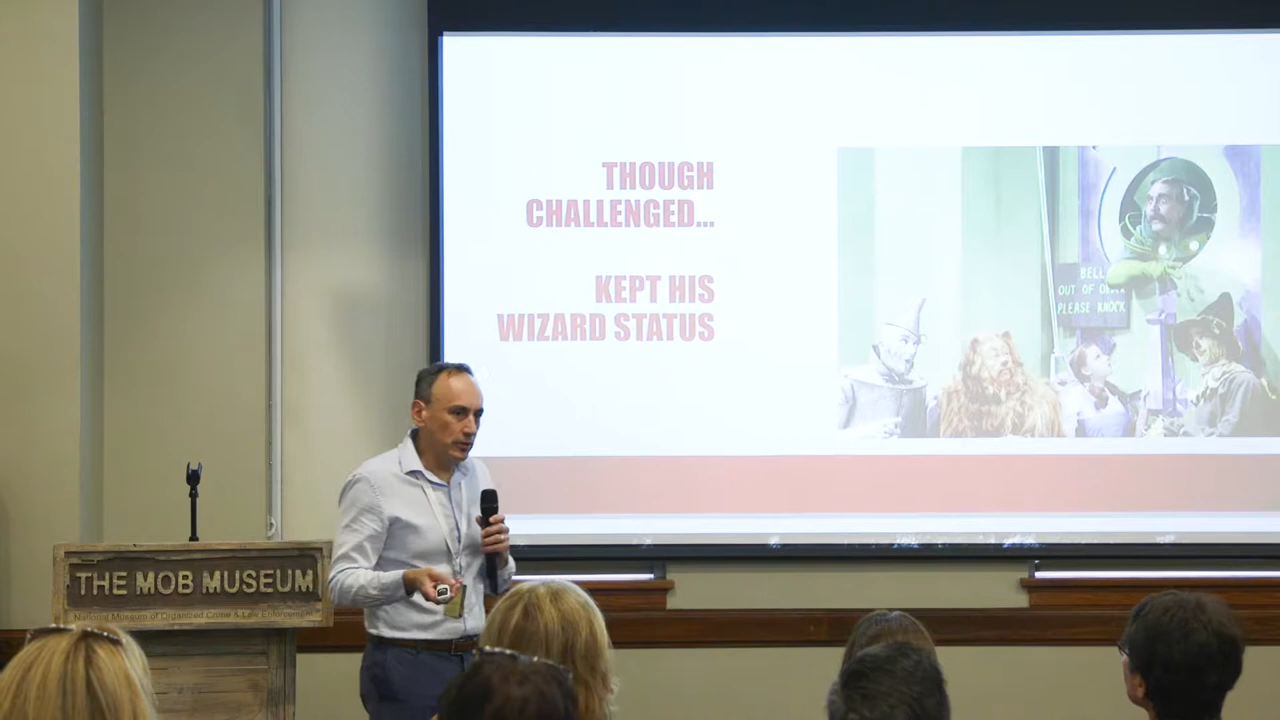 THOUGH
CHALLENGED...
KEPT HIS
WIZARD STATUS
BELL
OUT OF
PLEASE KNOCK
THE MOB MUSEUM
National Museum of Organized Crime & Law Enforcement